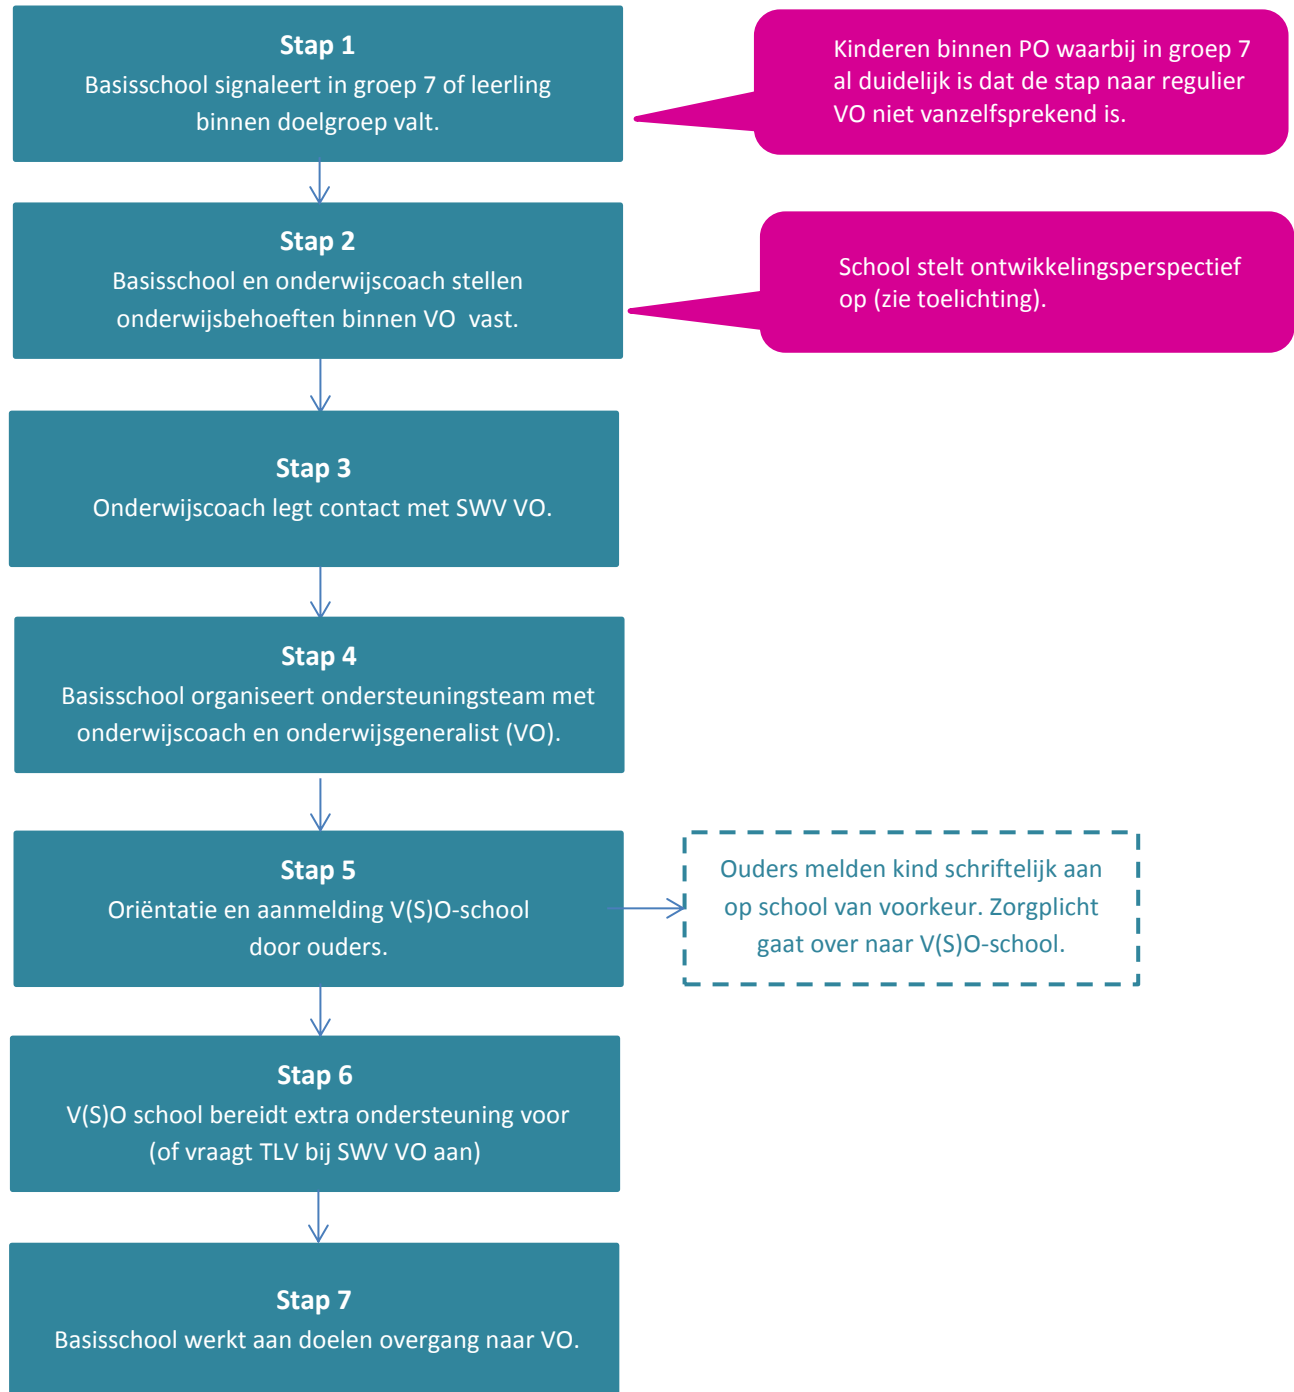 Stap 1
Basisschool signaleert in groep 7 of leerling
binnen doelgroep valt.
Kinderen binnen PO waarbij in groep 7
al duidelijk is dat de stap naar regulier
VO niet vanzelfsprekend is.
Stap 2
Basisschool en onderwijscoach stellen
onderwijsbehoeften binnen VO  vast.
School stelt ontwikkelingsperspectief
op (zie toelichting).
Stap 3
Onderwijscoach legt contact met SWV VO.
Stap 4
Basisschool organiseert ondersteuningsteam met
onderwijscoach en onderwijsgeneralist (VO).
Stap 5
Oriëntatie en aanmelding V(S)O-school
door ouders.
Ouders melden kind schriftelijk aan
op school van voorkeur. Zorgplicht
gaat over naar V(S)O-school.
Stap 6
V(S)O school bereidt extra ondersteuning voor
(of vraagt TLV bij SWV VO aan)
Stap 7
Basisschool werkt aan doelen overgang naar VO.